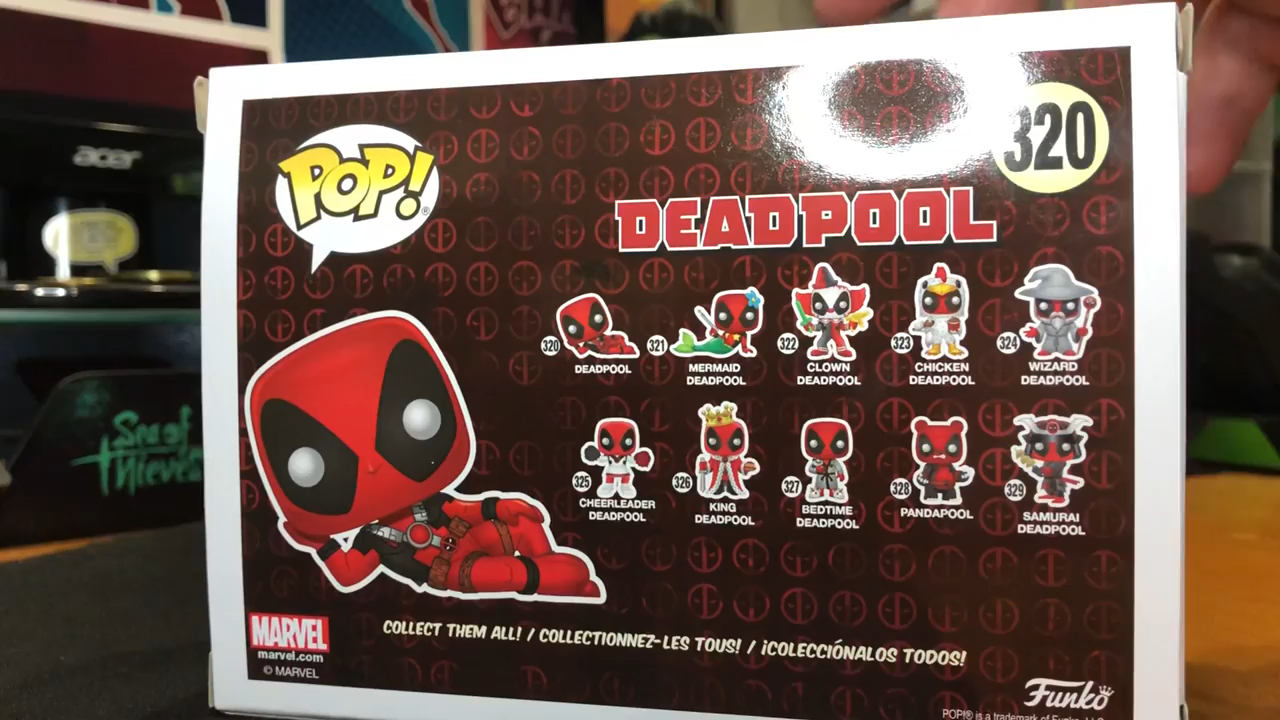 acer
Sea of
Thieves
POP!®
320
DEADPOOL
320
DEADPOOL
321
MERMAID
DEADPOOL
322
CLOWN
DEADPOOL
323
CHICKEN
DEADPOOL
324
WIZARD
DEADPOOL
325
CHEERLEADER
DEADPOOL
326
KING
DEADPOOL
327
BEDTIME
DEADPOOL
328
PANDAPOOL
329
SAMURAI
DEADPOOL
MARVEL
marvel.com
© MARVEL
COLLECT THEM ALL! / COLLECTIONNEZ-LES TOUS! / ¡COLECCIÓNALOS TODOS!
Funko
POP!® is a trademark of Funko,